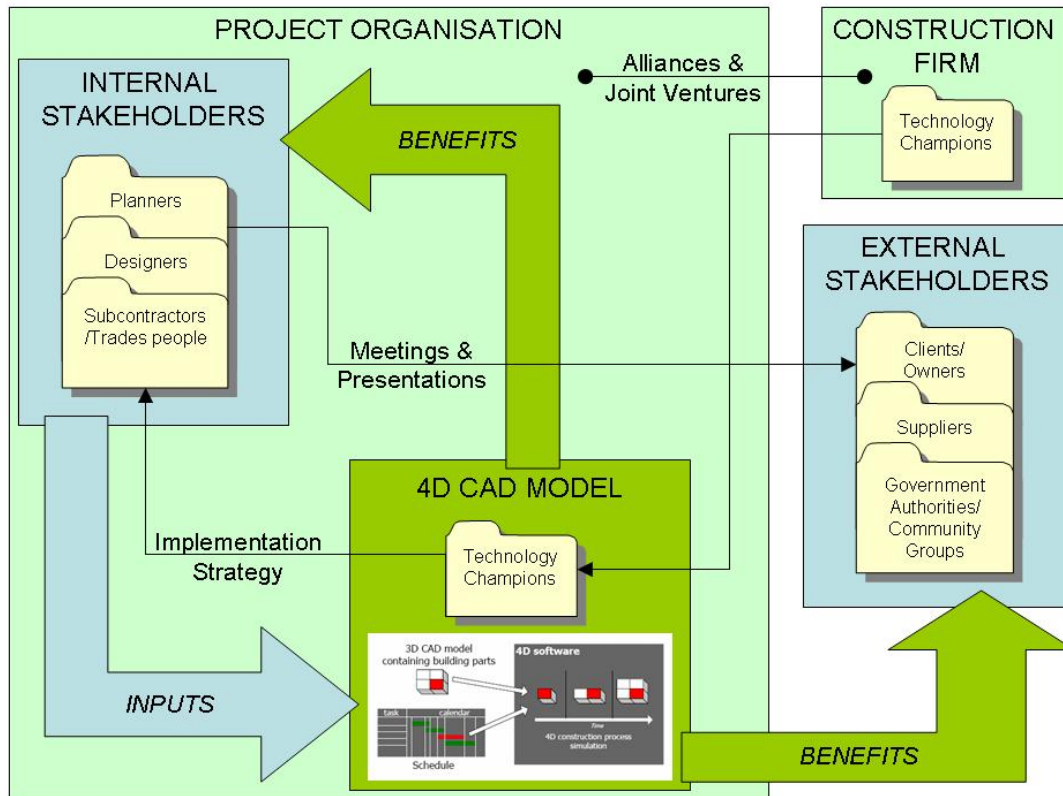 PROJECT ORGANISATION
INTERNAL
STAKEHOLDERS
Planners
Designers
Subcontractors
/Trades people
BENEFITS
Alliances &
Joint Ventures
CONSTRUCTION
FIRM
Technology
Champions
EXTERNAL
STAKEHOLDERS
Clients/
Owners
Suppliers
Government
Authorities/
Community
Groups
Meetings &
Presentations
Implementation
Strategy
INPUTS
4D CAD MODEL
Technology
Champions
3D CAD model
containing building parts
task
calendar
Schedule
4D software
Time
4D construction process
simulation
BENEFITS